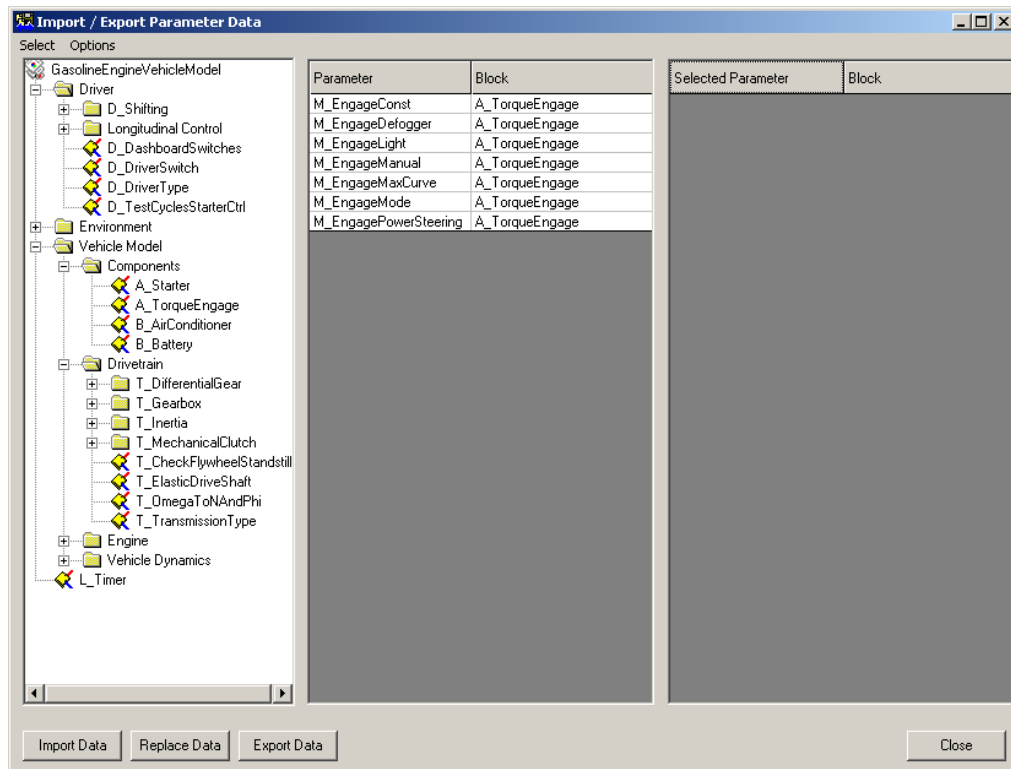 Import / Export Parameter Data
Select Options
GasolineEngineVehicleModel
Driver
D_Shifting
Longitudinal Control
D_DashboardSwitches
D_DriverSwitch
D_DriverType
D_TestCyclesStarterCtrl
Environment
Vehicle Model
Components
A_Starter
A_TorqueEngage
B_AirConditioner
B_Battery
Drivetrain
T_DifferentialGear
T_Gearbox
T_Inertia
T_MechanicalClutch
T_CheckFlywheelStandstill
T_ElasticDriveShaft
T_OmegaToNAndPhi
T_TransmissionType
Engine
Vehicle Dynamics
L_Timer
Parameter Block
M_EngageConst A_TorqueEngage
M_EngageDefogger A_TorqueEngage
M_EngageLight A_TorqueEngage
M_EngageManual A_TorqueEngage
M_EngageMaxCurve A_TorqueEngage
M_EngageMode A_TorqueEngage
M_EngagePowerSteering A_TorqueEngage
Selected Parameter Block
Import Data Replace Data Export Data Close